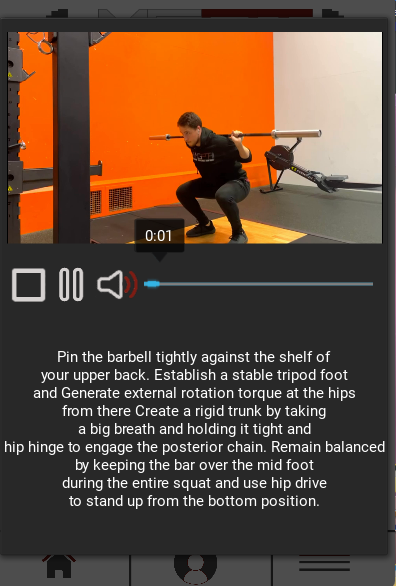 0:01
Pin the barbell tightly against the shelf of
your upper back. Establish a stable tripod foot
and Generate external rotation torque at the hips
from there Create a rigid trunk by taking
a big breath and holding it tight and
hip hinge to engage the posterior chain. Remain balanced
by keeping the bar over the mid foot
during the entire squat and use hip drive
to stand up from the bottom position.